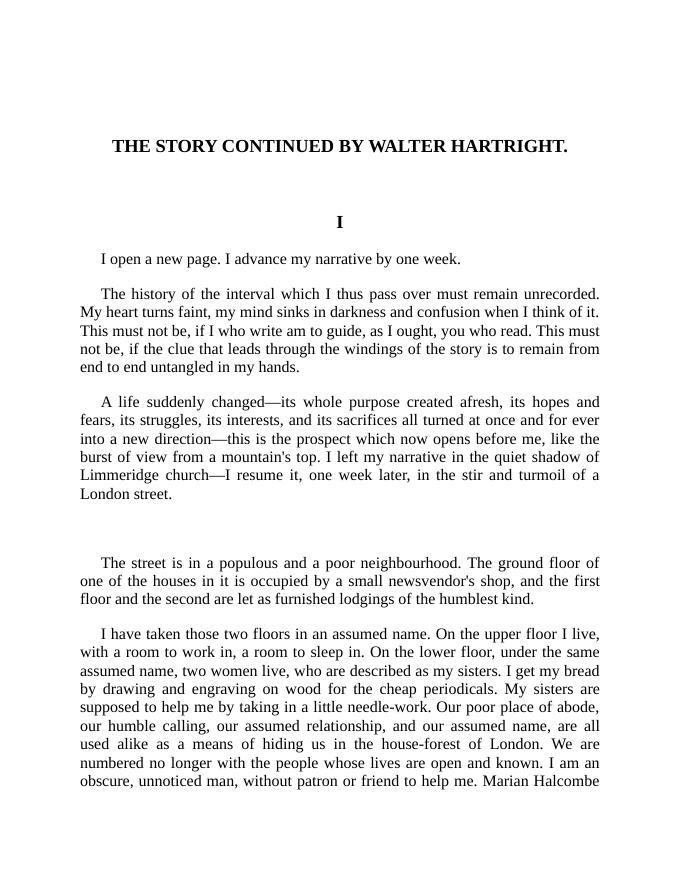 THE STORY CONTINUED BY WALTER HARTRIGHT.
I
I open a new page. I advance my narrative by one week.
The history of the interval which I thus pass over must remain unrecorded.
My heart turns faint, my mind sinks in darkness and confusion when I think of it.
This must not be, if I who write am to guide, as I ought, you who read. This must
not be, if the clue that leads through the windings of the story is to remain from
end to end untangled in my hands.
A life suddenly changed—its whole purpose created afresh, its hopes and
fears, its struggles, its interests, and its sacrifices all turned at once and for ever
into a new direction—this is the prospect which now opens before me, like the
burst of view from a mountain's top. I left my narrative in the quiet shadow of
Limmeridge church—I resume it, one week later, in the stir and turmoil of a
London street.
The street is in a populous and a poor neighbourhood. The ground floor of
one of the houses in it is occupied by a small newsvendor's shop, and the first
floor and the second are let as furnished lodgings of the humblest kind.
I have taken those two floors in an assumed name. On the upper floor I live,
with a room to work in, a room to sleep in. On the lower floor, under the same
assumed name, two women live, who are described as my sisters. I get my bread
by drawing and engraving on wood for the cheap periodicals. My sisters are
supposed to help me by taking in a little needle-work. Our poor place of abode,
our humble calling, our assumed relationship, and our assumed name, are all
used alike as a means of hiding us in the house-forest of London. We are
numbered no longer with the people whose lives are open and known. I am an
obscure, unnoticed man, without patron or friend to help me. Marian Halcombe